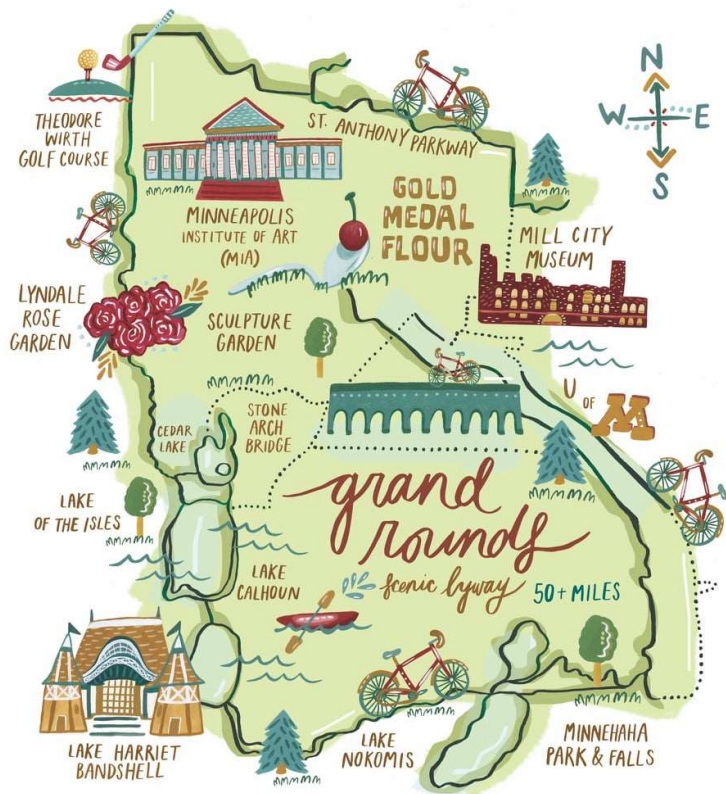 N
W E
S
THEODORE
WIRTH
GOLF COURSE
ST. ANTHONY PARKWAY
MINNEAPOLIS
INSTITUTE OF ART
(MIA)
GOLD
MEDAL
FLOUR
MILL CITY
MUSEUM
LYNDALE
ROSE
GARDEN
SCULPTURE
GARDEN
U OF M
CEDAR
LAKE
STONE
ARCH
BRIDGE
grand
rounds
scenic byway
50+ MILES
LAKE
OF THE ISLES
LAKE
CALHOUN
LAKE HARRIET
BANDSHELL
LAKE
NOKOMIS
MINNEHAHA
PARK & FALLS